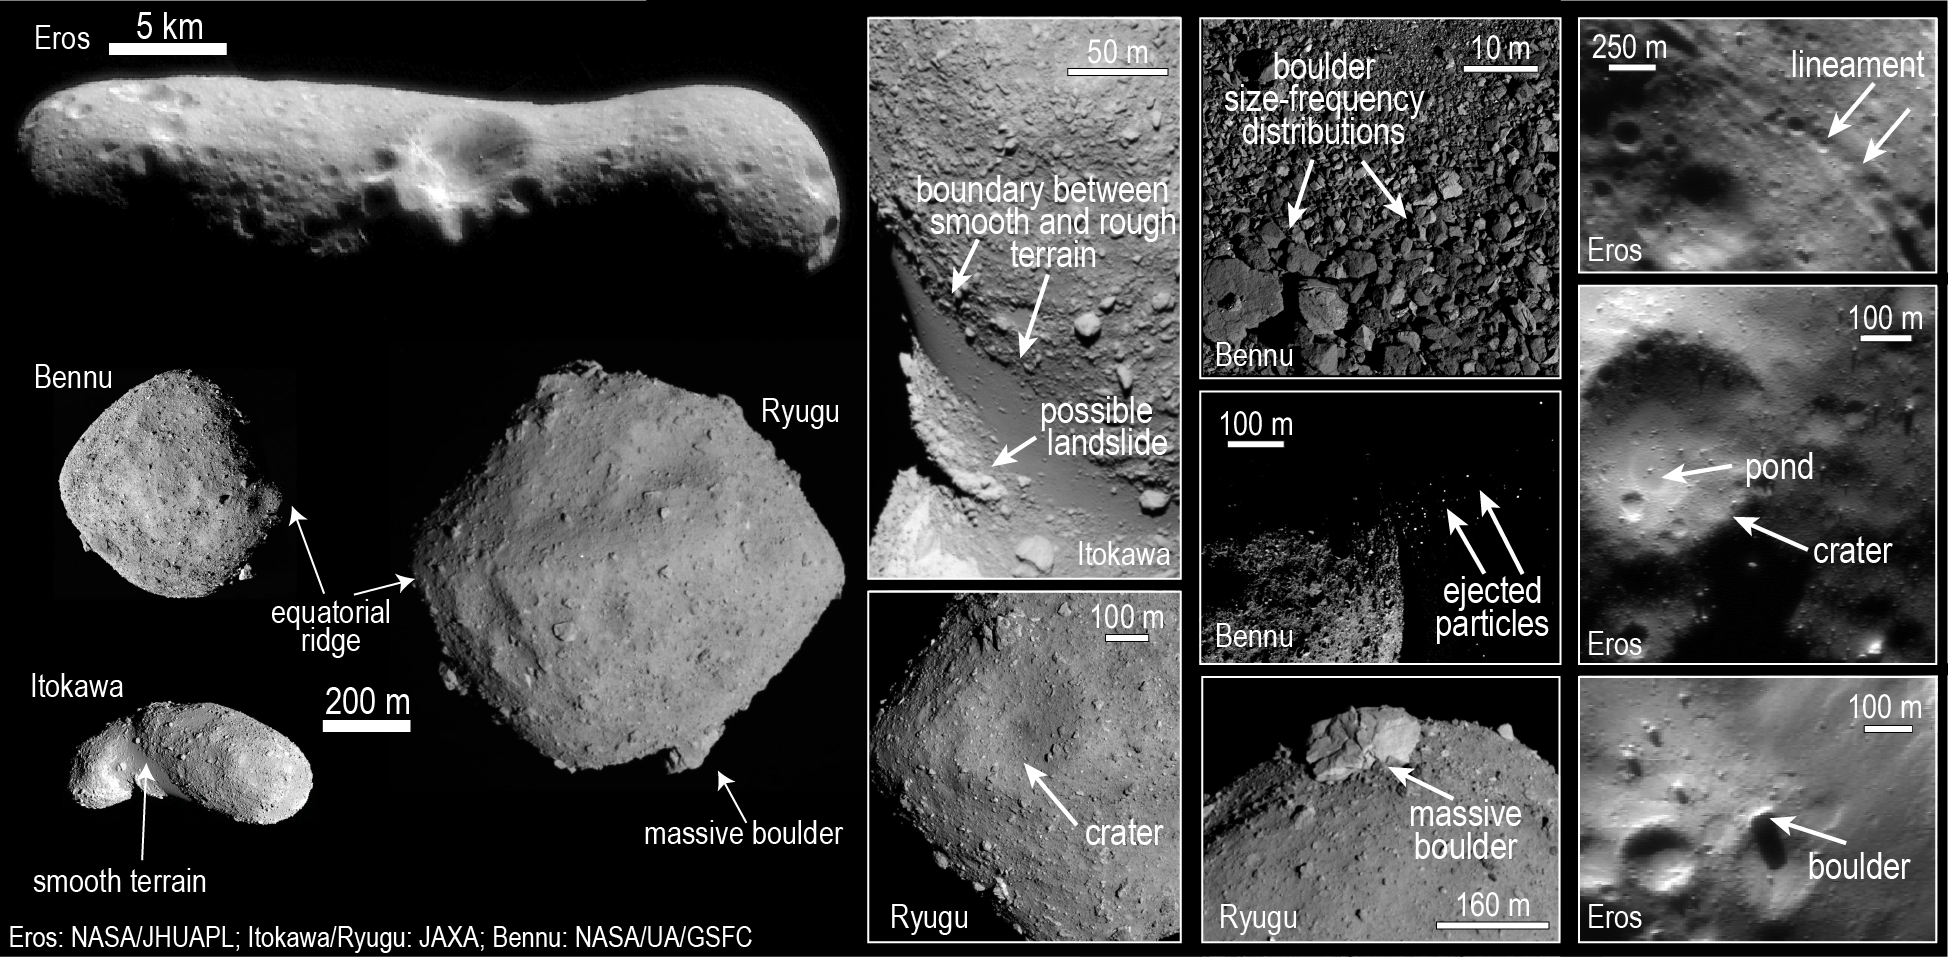 Eros
5 km
Bennu
Ryugu
equatorial
ridge
Itokawa
200 m
massive boulder
smooth terrain
Eros: NASA/JHUAPL; Itokawa/Ryugu: JAXA; Bennu: NASA/UA/GSFC
50 m
boundary between
smooth and rough
terrain
possible
landslide
Itokawa
100 m
crater
Ryugu
10 m
boulder
size-frequency
distributions
Bennu
100 m
ejected
particles
Bennu
massive
boulder
160 m
Ryugu
250 m
lineament
Eros
100 m
pond
crater
Eros
100 m
boulder
Eros